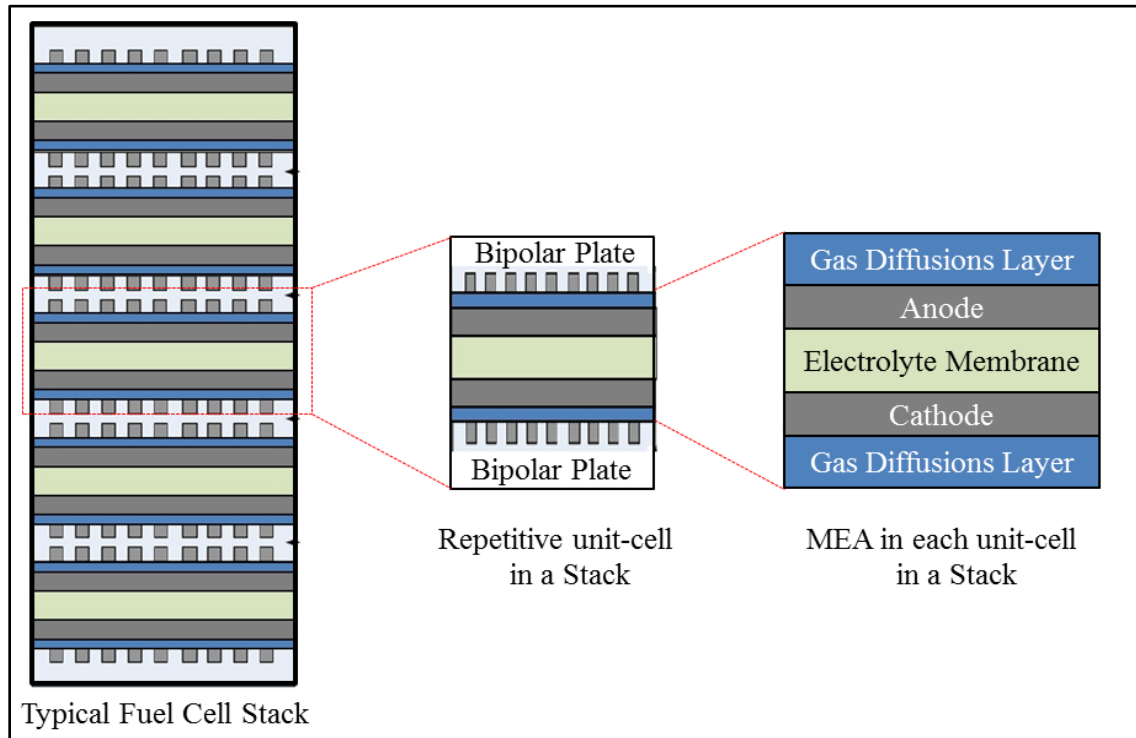 Bipolar Plate
Bipolar Plate
Gas Diffusions Layer
Anode
Electrolyte Membrane
Cathode
Gas Diffusions Layer
Repetitive unit-cell
in a Stack
MEA in each unit-cell
in a Stack
Typical Fuel Cell Stack